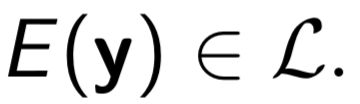 E(𝐲) ∈ ℒ.